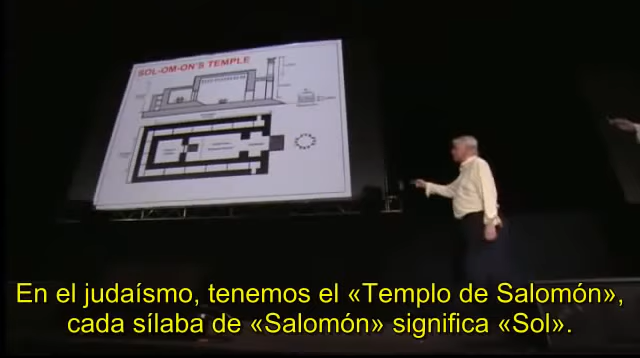 SOL-OM-ON'S TEMPLE
En el judaísmo, tenemos el «Templo de Salomón»,
cada sílaba de «Salomón» significa «Sol».